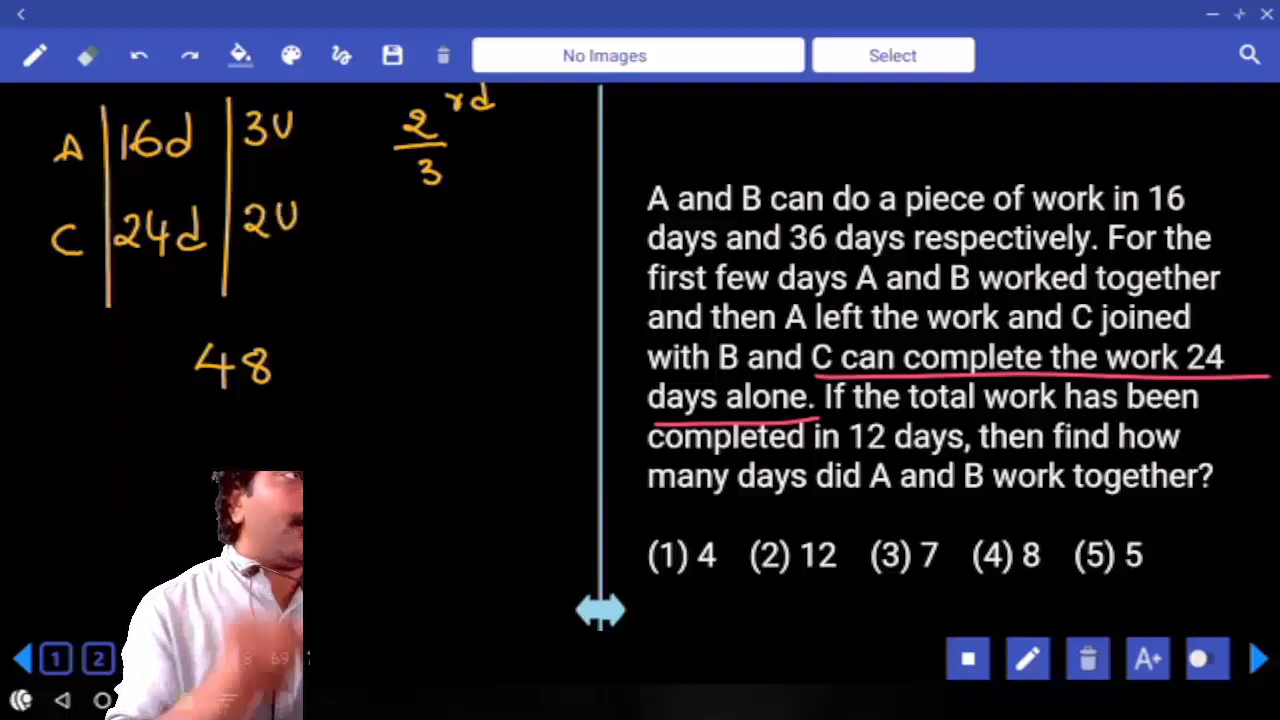 No Images
Select
A 16d 3U
C 24d 2U
48
2 rd
3
A and B can do a piece of work in 16
days and 36 days respectively. For the
first few days A and B worked together
and then A left the work and C joined
with B and C can complete the work 24
days alone. If the total work has been
completed in 12 days, then find how
many days did A and B work together?
(1) 4 (2) 12 (3) 7 (4) 8 (5) 5
1 2
69
A+